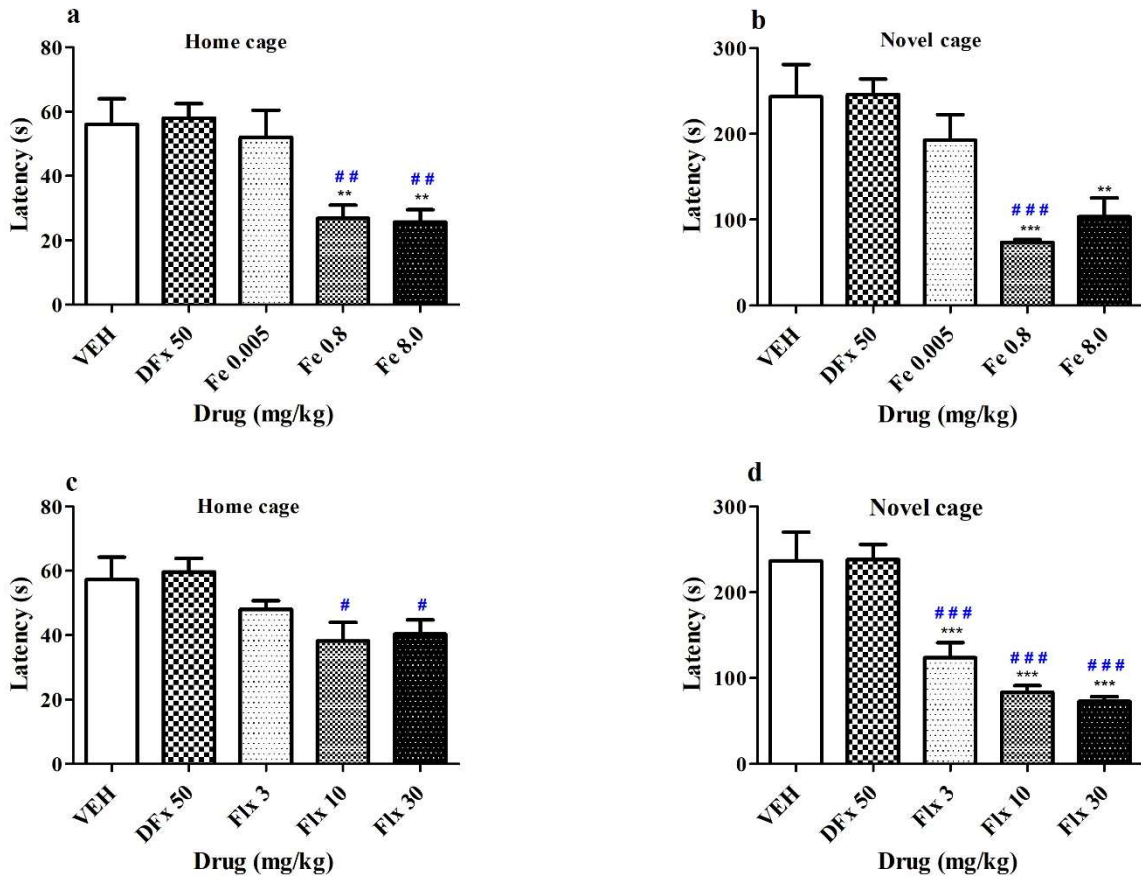 a
Home cage
80
60
40
20
0
Latency (s)
# #
**
# #
**
VEH
DFx 50
Fe 0.005
Fe 0.8
Fe 8.0
Drug (mg/kg)
b
Novel cage
300
200
100
0
Latency (s)
# # #
***
**
VEH
DFx 50
Fe 0.005
Fe 0.8
Fe 8.0
Drug (mg/kg)
c
Home cage
80
60
40
20
0
Latency (s)
#
#
VEH
DFx 50
Flx 3
Flx 10
Flx 30
Drug (mg/kg)
d
Novel cage
300
200
100
0
Latency (s)
# # #
***
# # #
***
# # #
***
VEH
DFx 50
Flx 3
Flx 10
Flx 30
Drug (mg/kg)